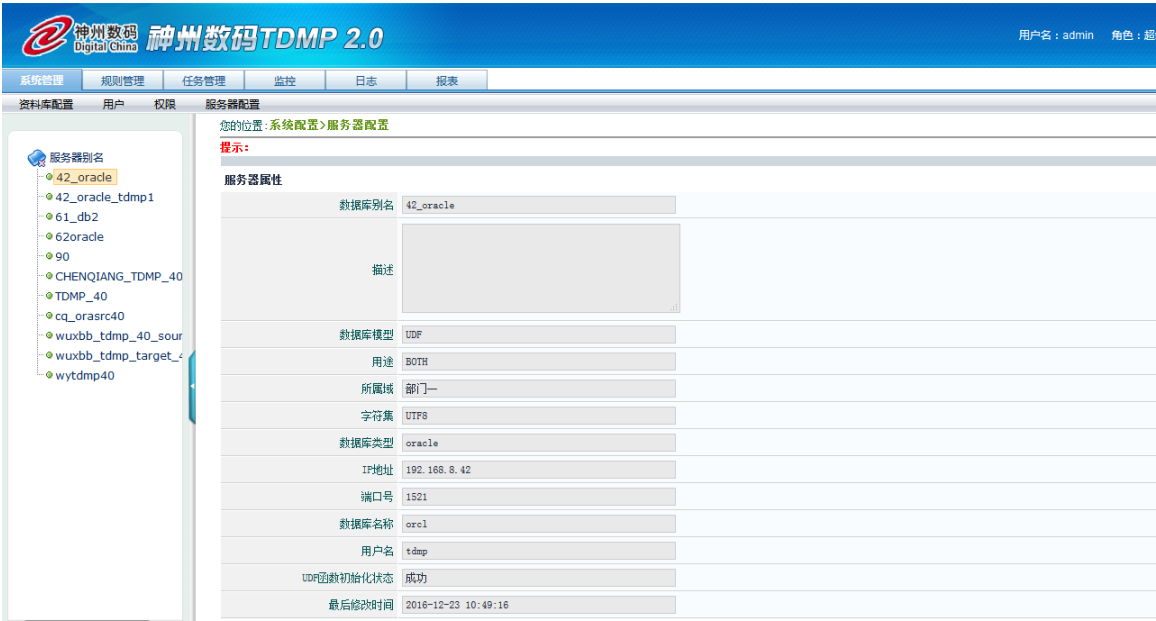 神州数码 Digital China 神州数码TDMP 2.0
用户名：admin 角色：超
系统管理 规则管理 任务管理 监控 日志 报表
资料库配置 用户 权限 服务器配置
您的位置:系统配置>服务器配置
提示:
服务器别名
42_oracle
42_oracle_tdmp1
61_db2
62oracle
90
CHENQIANG_TDMP_40
TDMP_40
cq_orasrc40
wuxbb_tdmp_40_sour
wuxbb_tdmp_target_4
wytdmp40
服务器属性
数据库别名 42_oracle
描述
数据库模型 UDF
用途 BOTH
所属域 部门一
字符集 UTF8
数据库类型 oracle
IP地址 192.168.8.42
端口号 1521
数据库名称 orcl
用户名 tdmp
UDF函数初始化状态 成功
最后修改时间 2016-12-23 10:49:16